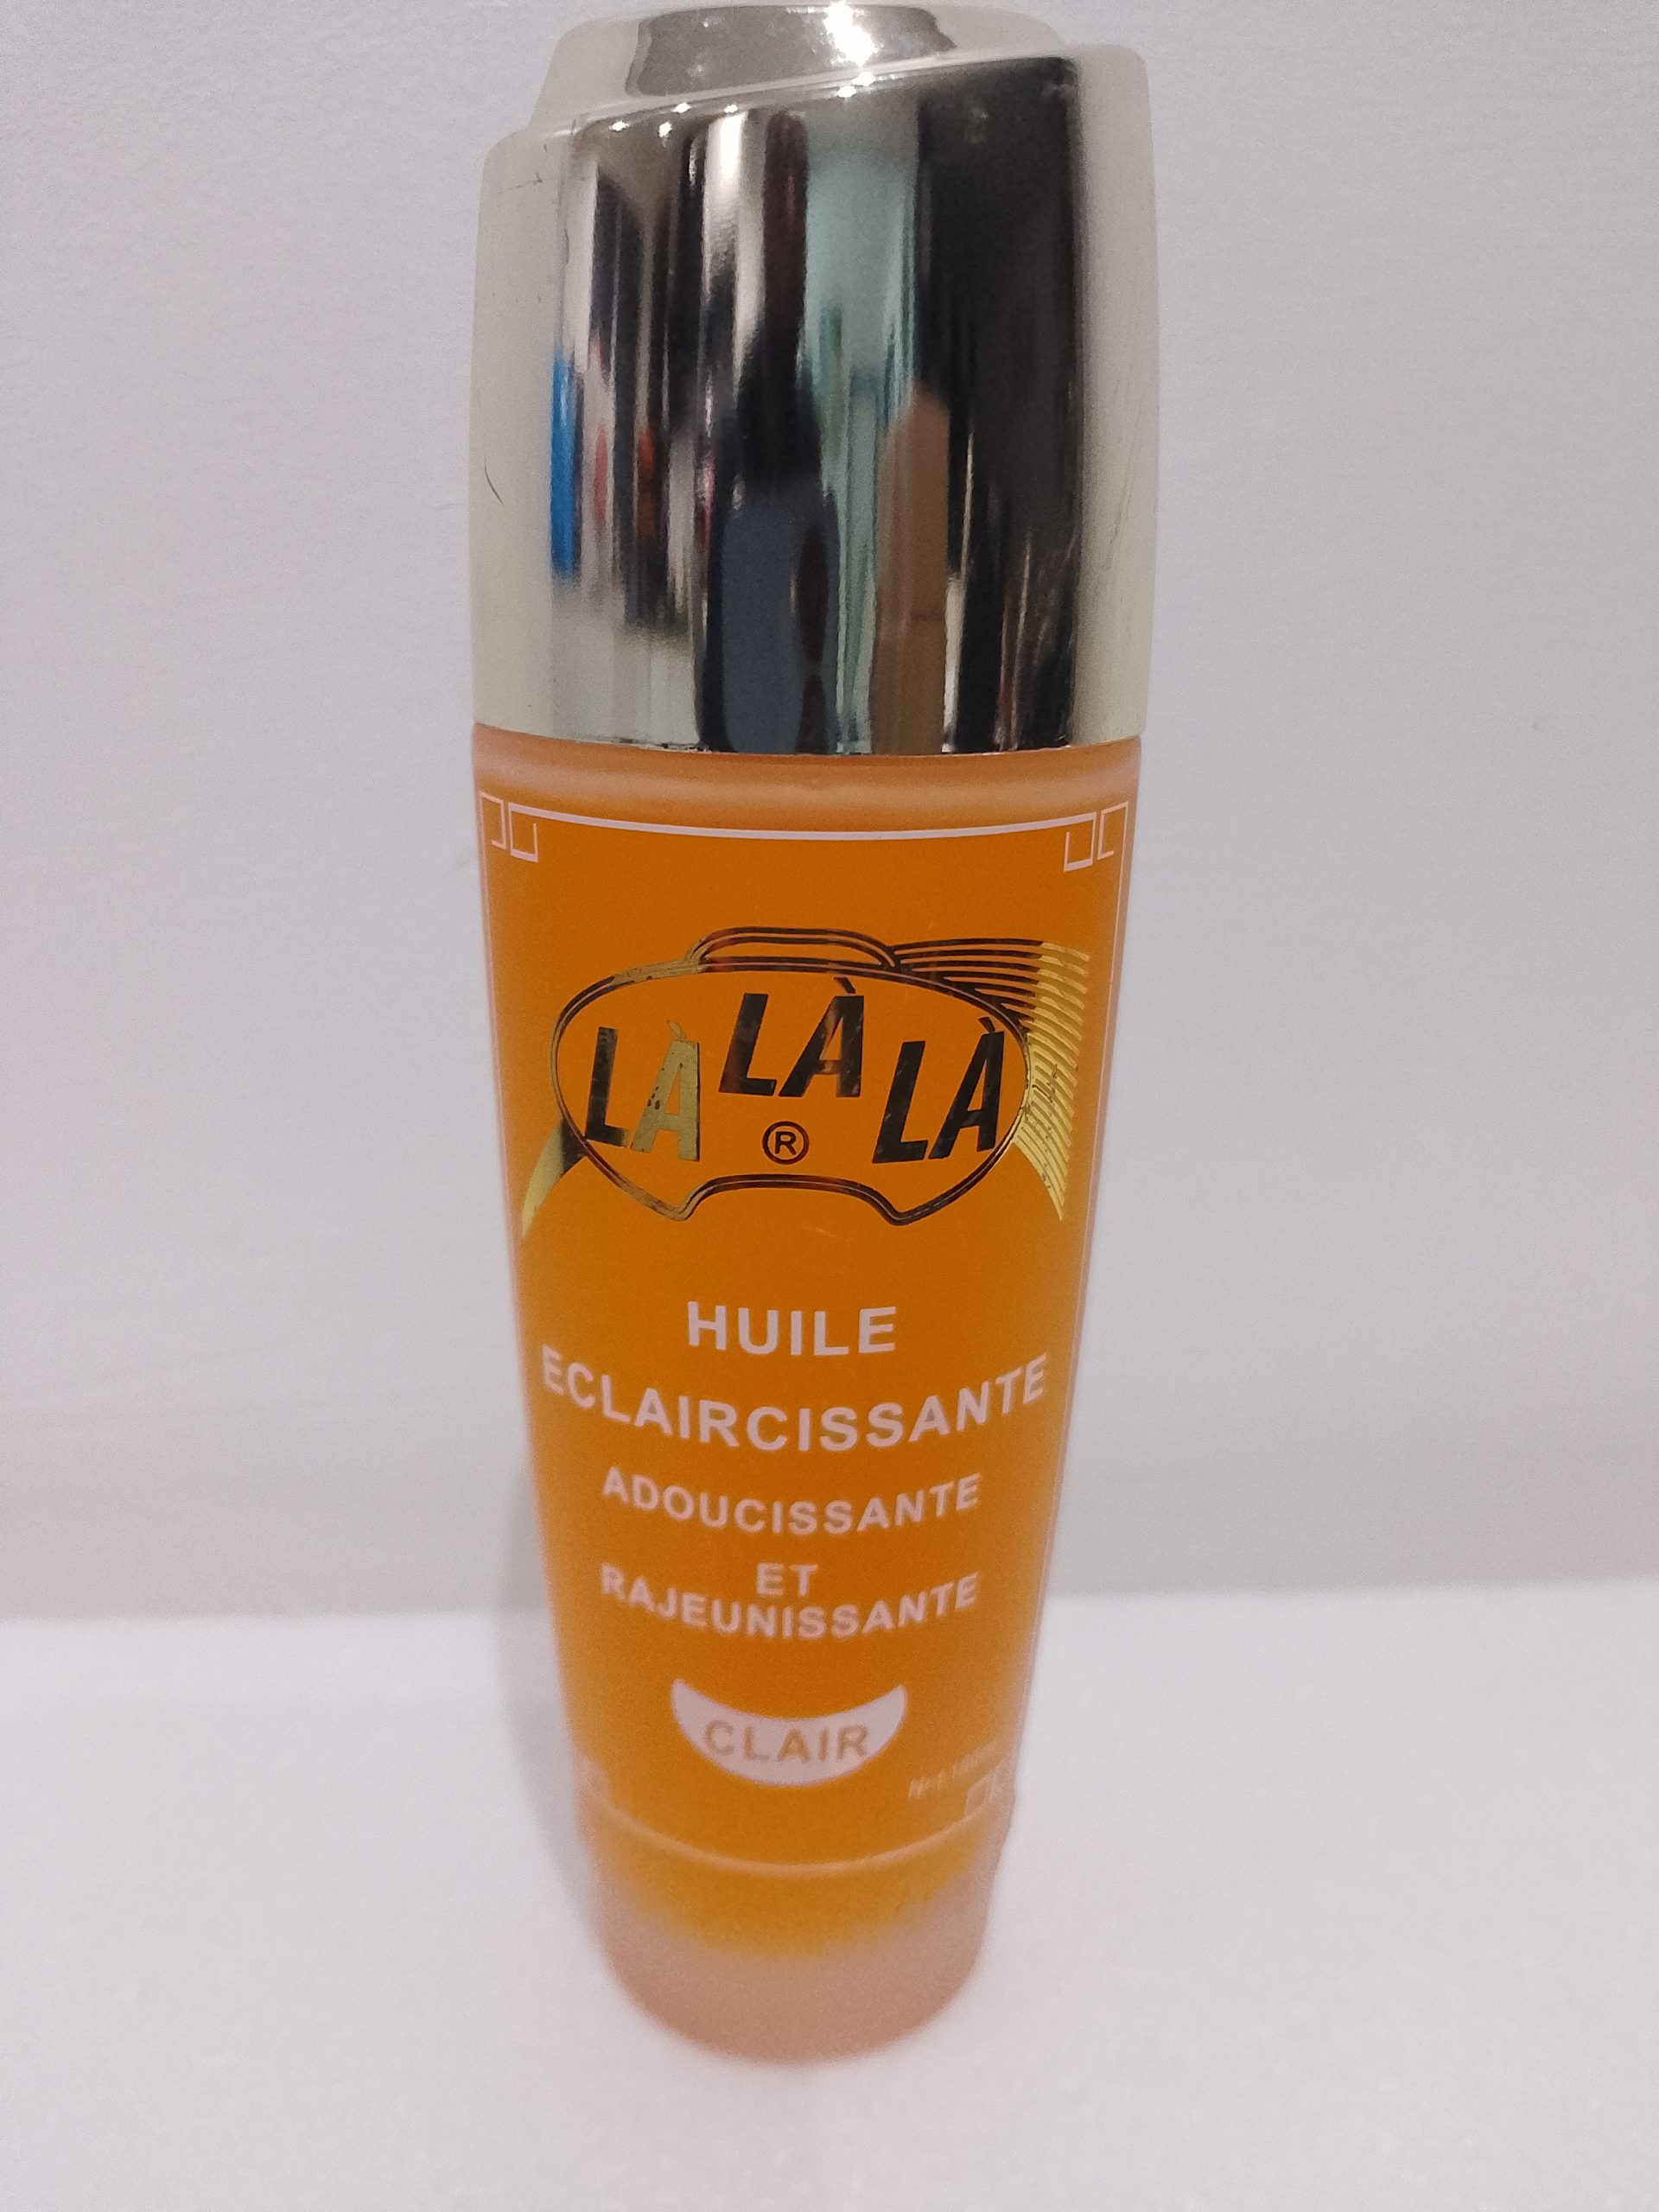 LÀ LÀ LÀ
®
HUILE
ECLAIRCISSANTE
ADOUCISSANTE
ET
RAJEUNISSANTE
CLAIR